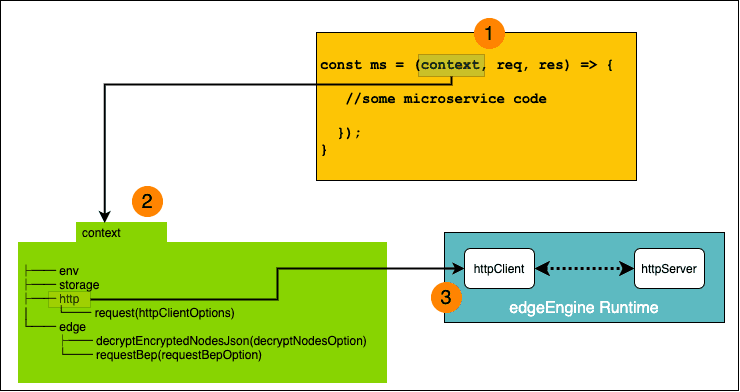 1
const ms = (context, req, res) => {
//some microservice code
});
}
2
context
env
storage
http
request(httpClientOptions)
edge
decryptEncryptedNodesJson(decryptNodesOption)
requestBep(requestBepOption)
httpClient
httpServer
3
edgeEngine Runtime